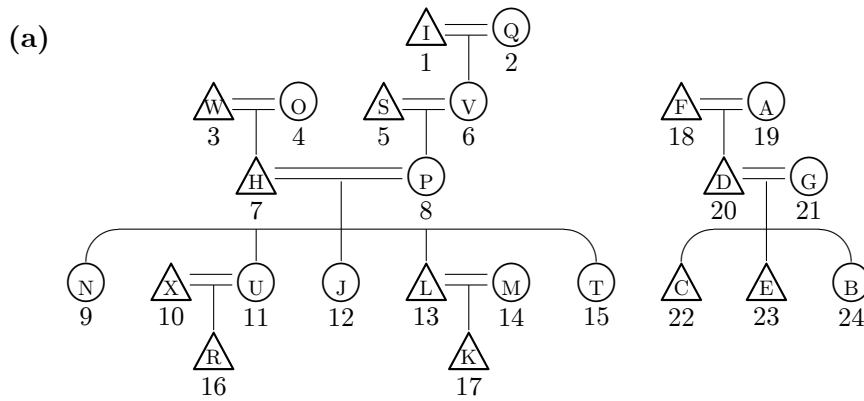 (a)
I Q
1 2
W O S V F A
3 4 5 6 18 19
H P D G
7 8 20 21
N X U J L M T C E B
9 10 11 12 13 14 15 22 23 24
R K
16 17